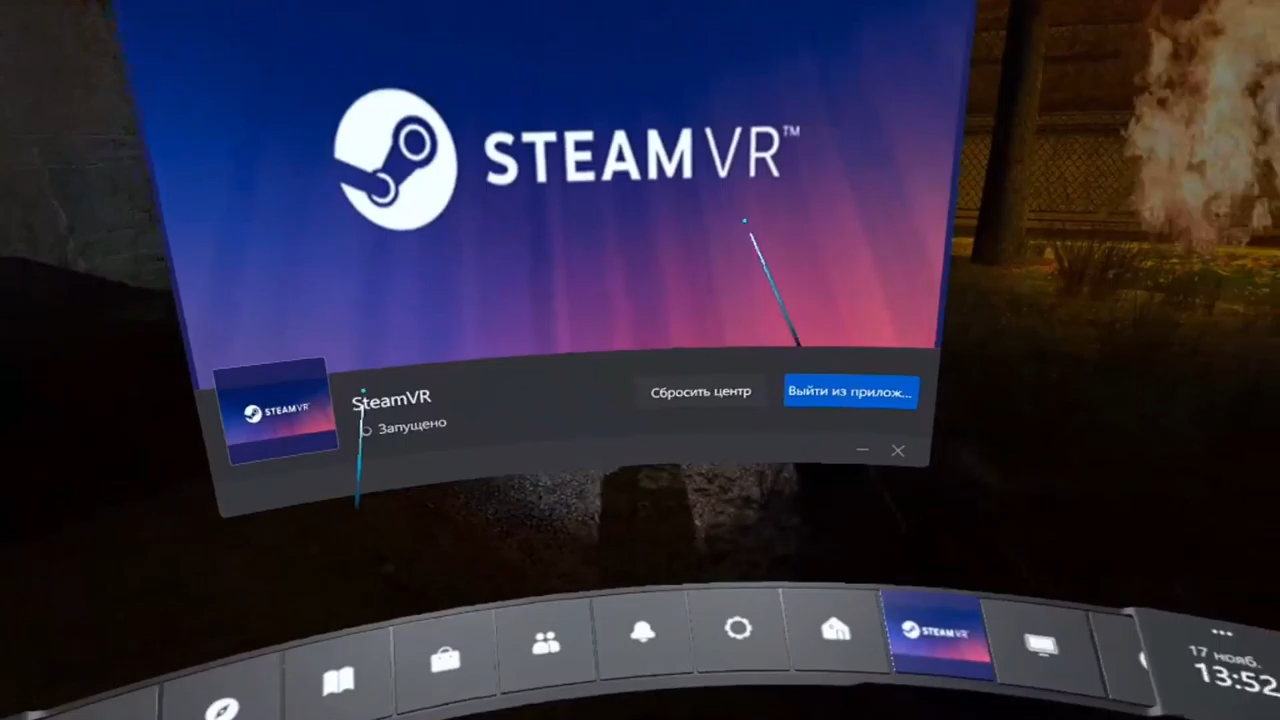 STEAMVR™
STEAMVR
SteamVR
Запущено
Сбросить центр
Выйти из прилож...
STEAMVR
17 нояб.
13:52